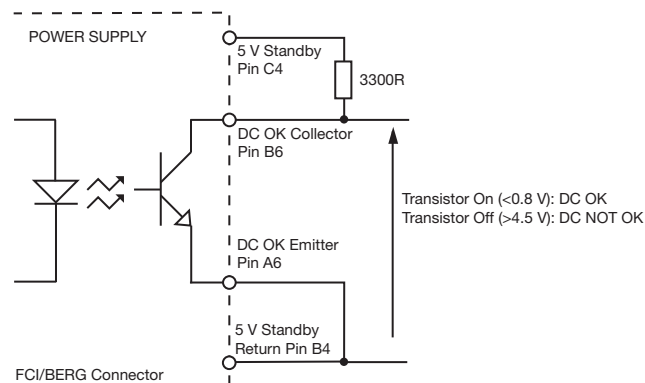 POWER SUPPLY
5 V Standby
Pin C4
3300R
DC OK Collector
Pin B6
Transistor On (<0.8 V): DC OK
Transistor Off (>4.5 V): DC NOT OK
DC OK Emitter
Pin A6
5 V Standby
Return Pin B4
FCI/BERG Connector